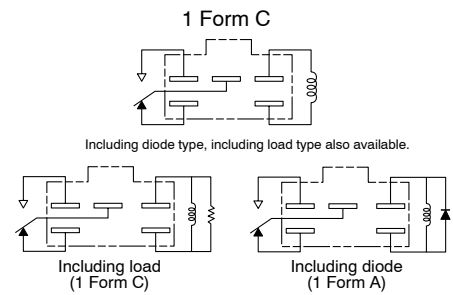 1 Form C
Including diode type, including load type also available.
Including load
(1 Form C)
Including diode
(1 Form A)